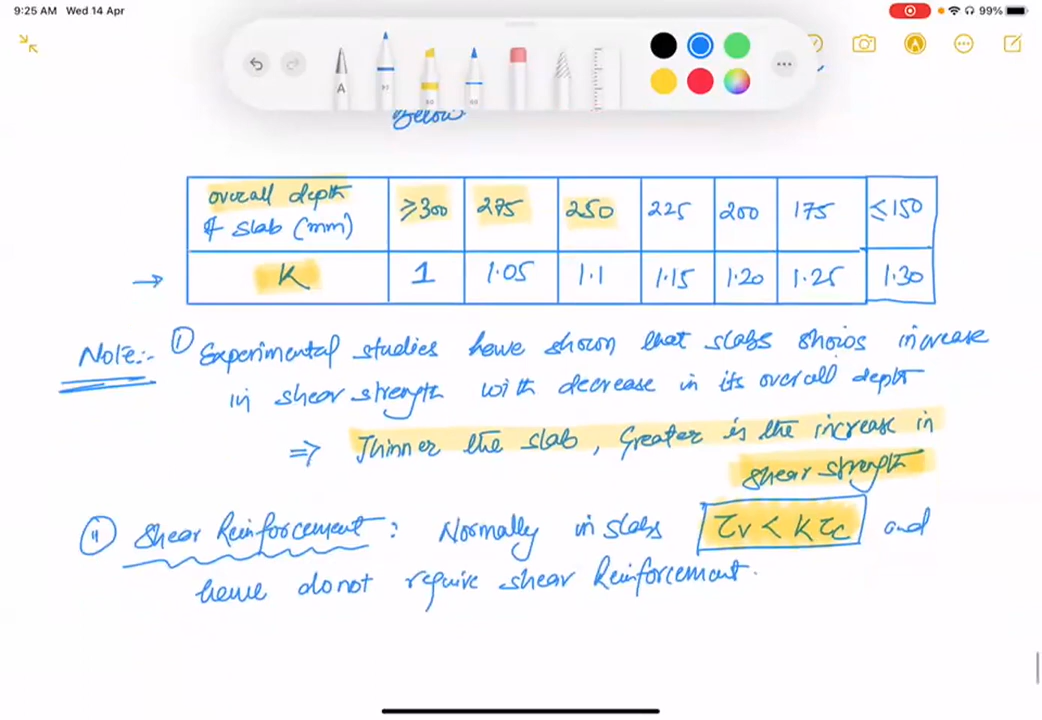 9:25 AM Wed 14 Apr
99%
below
overall depth of slab (mm) ≥300 275 250 225 200 175 ≤150
K 1 1.05 1.1 1.15 1.20 1.25 1.30
Note:- (i) Experimental studies have shown that slabs shows increase
in shear strength with decrease in its overall depth
⇒ Thinner the slab, Greater is the increase in
shear strength
(ii) Shear Reinforcement: Normally in slabs τv < K τc and
hence do not require shear Reinforcement.